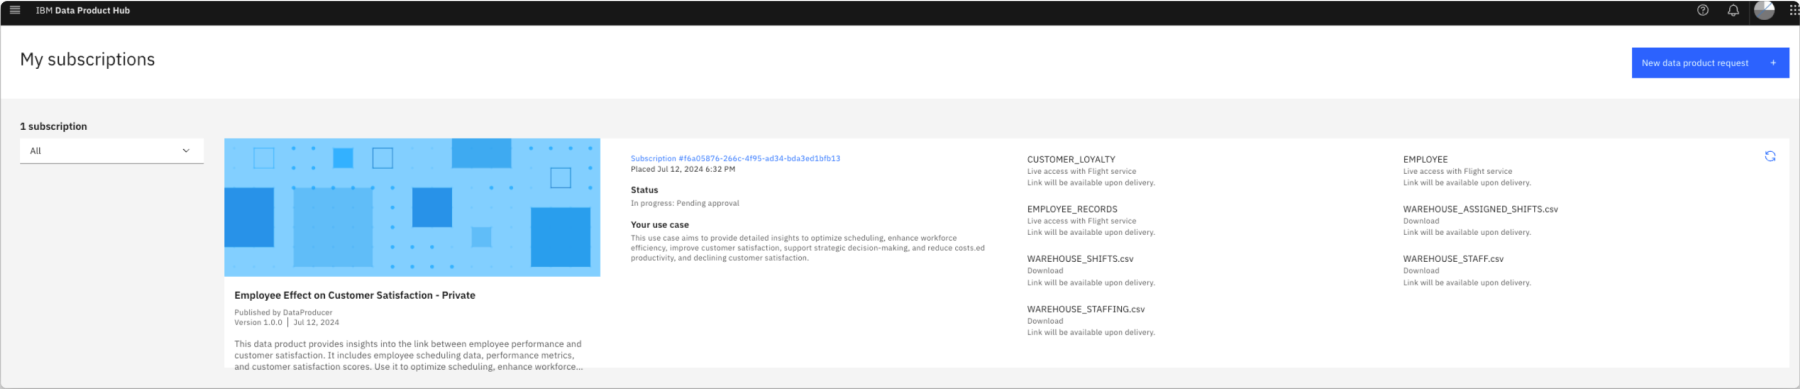 IBM Data Product Hub
My subscriptions
New data product request +
1 subscription
All
Employee Effect on Customer Satisfaction - Private
Published by DataProducer
Version 1.0.0 | Jul 12, 2024
This data product provides insights into the link between employee performance and
customer satisfaction. It includes employee scheduling data, performance metrics,
and customer satisfaction scores. Use it to optimize scheduling, enhance workforce...
Subscription #f6a05876-266c-4f95-ad34-bda3ed1bfb13
Placed Jul 12, 2024 6:32 PM
Status
In progress: Pending approval
Your use case
This use case aims to provide detailed insights to optimize scheduling, enhance workforce
efficiency, improve customer satisfaction, support strategic decision-making, and reduce costs.ed
productivity, and declining customer satisfaction.
CUSTOMER_LOYALTY
Live access with Flight service
Link will be available upon delivery.
EMPLOYEE_RECORDS
Live access with Flight service
Link will be available upon delivery.
WAREHOUSE_SHIFTS.csv
Download
Link will be available upon delivery.
WAREHOUSE_STAFFING.csv
Download
Link will be available upon delivery.
EMPLOYEE
Live access with Flight service
Link will be available upon delivery.
WAREHOUSE_ASSIGNED_SHIFTS.csv
Download
Link will be available upon delivery.
WAREHOUSE_STAFF.csv
Download
Link will be available upon delivery.